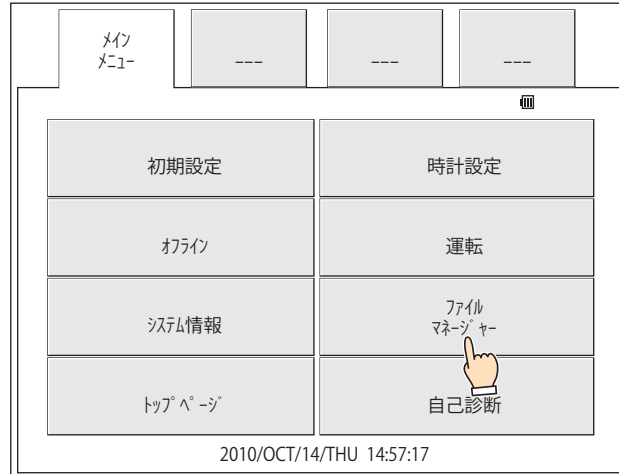 ﾒｲﾝ
ﾒﾆｭｰ
---
---
---
初期設定
時計設定
ｵﾌﾗｲﾝ
運転
ｼｽﾃﾑ情報
ﾌｧｲﾙ
ﾏﾈｰｼﾞｬｰ
ﾄｯﾌﾟﾍﾟｰｼﾞ
自己診断
2010/OCT/14/THU 14:57:17